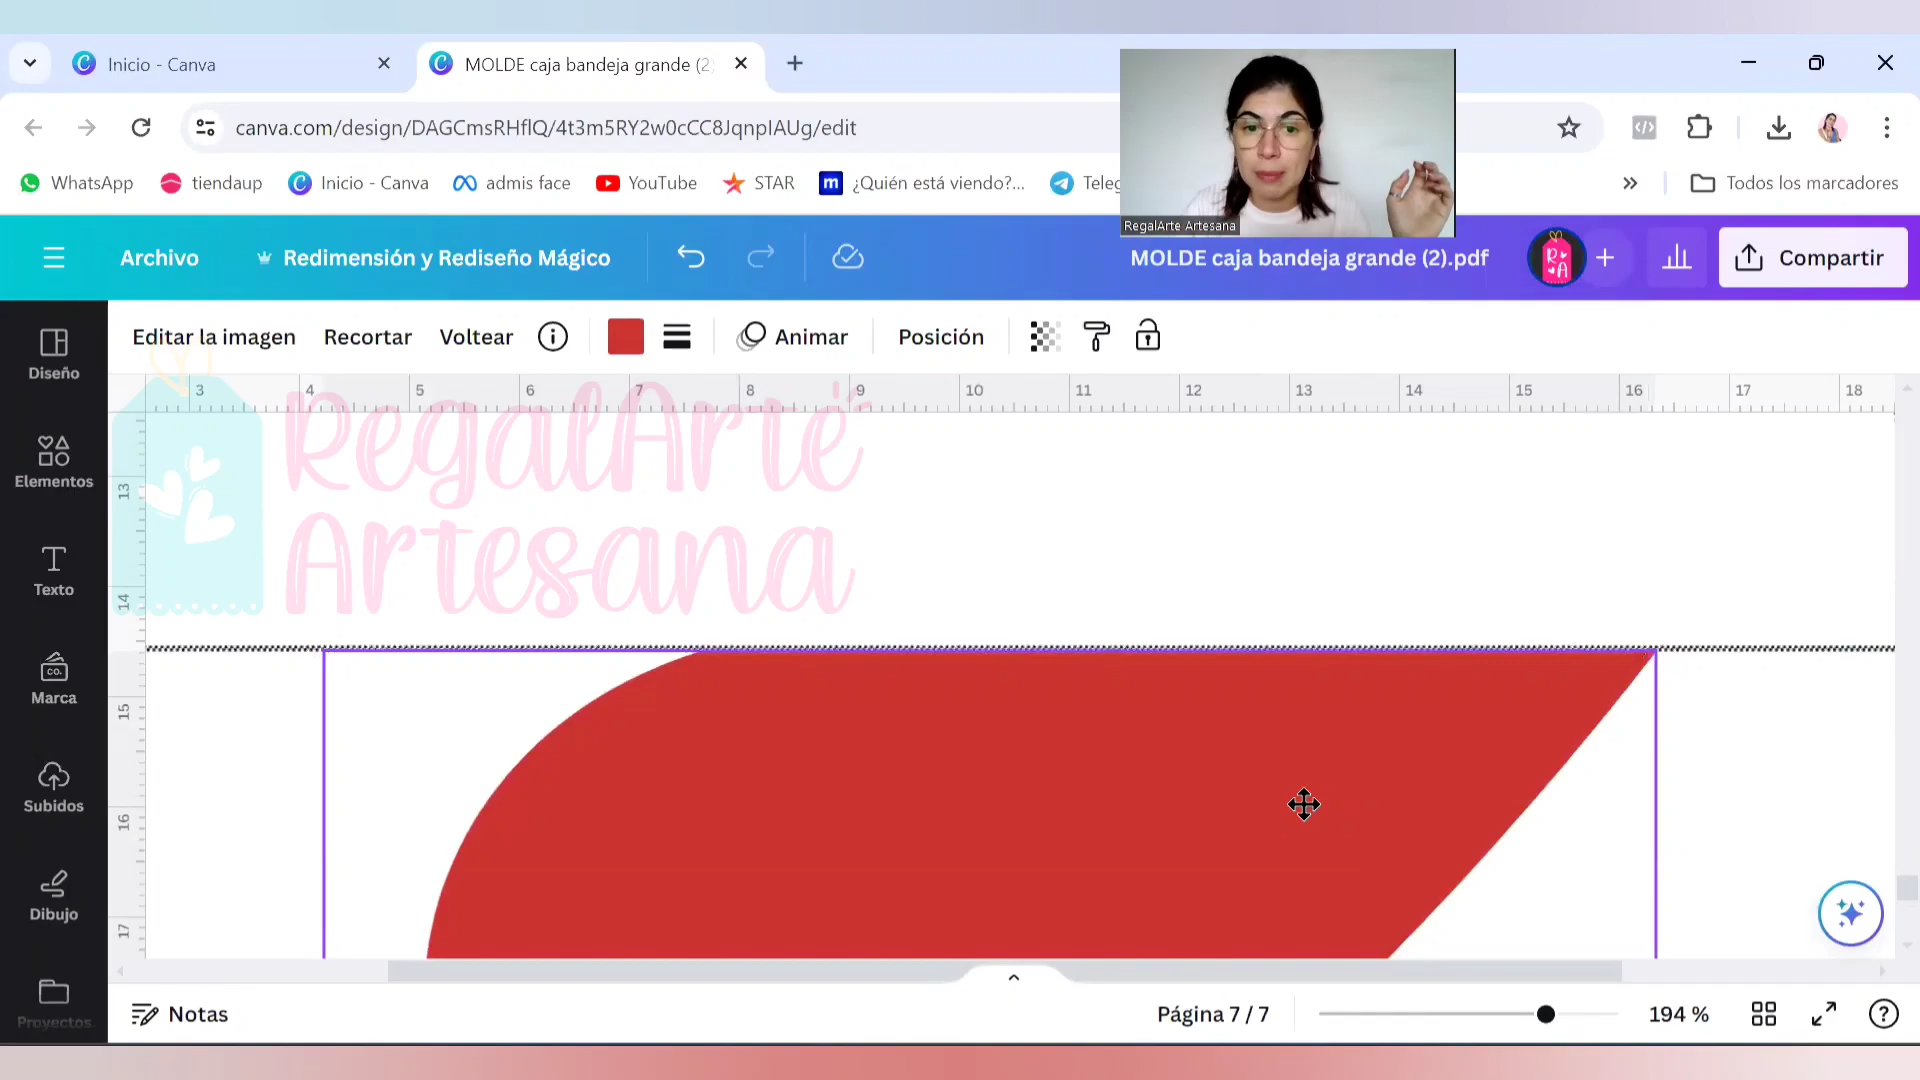 Inicio - Canva
MOLDE caja bandeja grande (2
canva.com/design/DAGCmsRHflQ/4t3m5RY2w0cCC8JqnpIAUg/edit
WhatsApp
tiendaup
Inicio - Canva
admis face
YouTube
STAR
m
¿Quién está viendo?...
Teleg
Todos los marcadores
RegalArte Artesana
Archivo
Redimensión y Rediseño Mágico
MOLDE caja bandeja grande (2).pdf
R
A
Compartir
Editar la imagen
Recortar
Voltear
Animar
Posición
Diseño
Elementos
Texto
CO.
Marca
Subidos
Dibujo
Proyectos
3 4 5 6 7 8 9 10 11 12 13 14 15 16 17 18
13
14
15
16
17
RegalArte
Artesana
Notas
Página 7 / 7
194 %